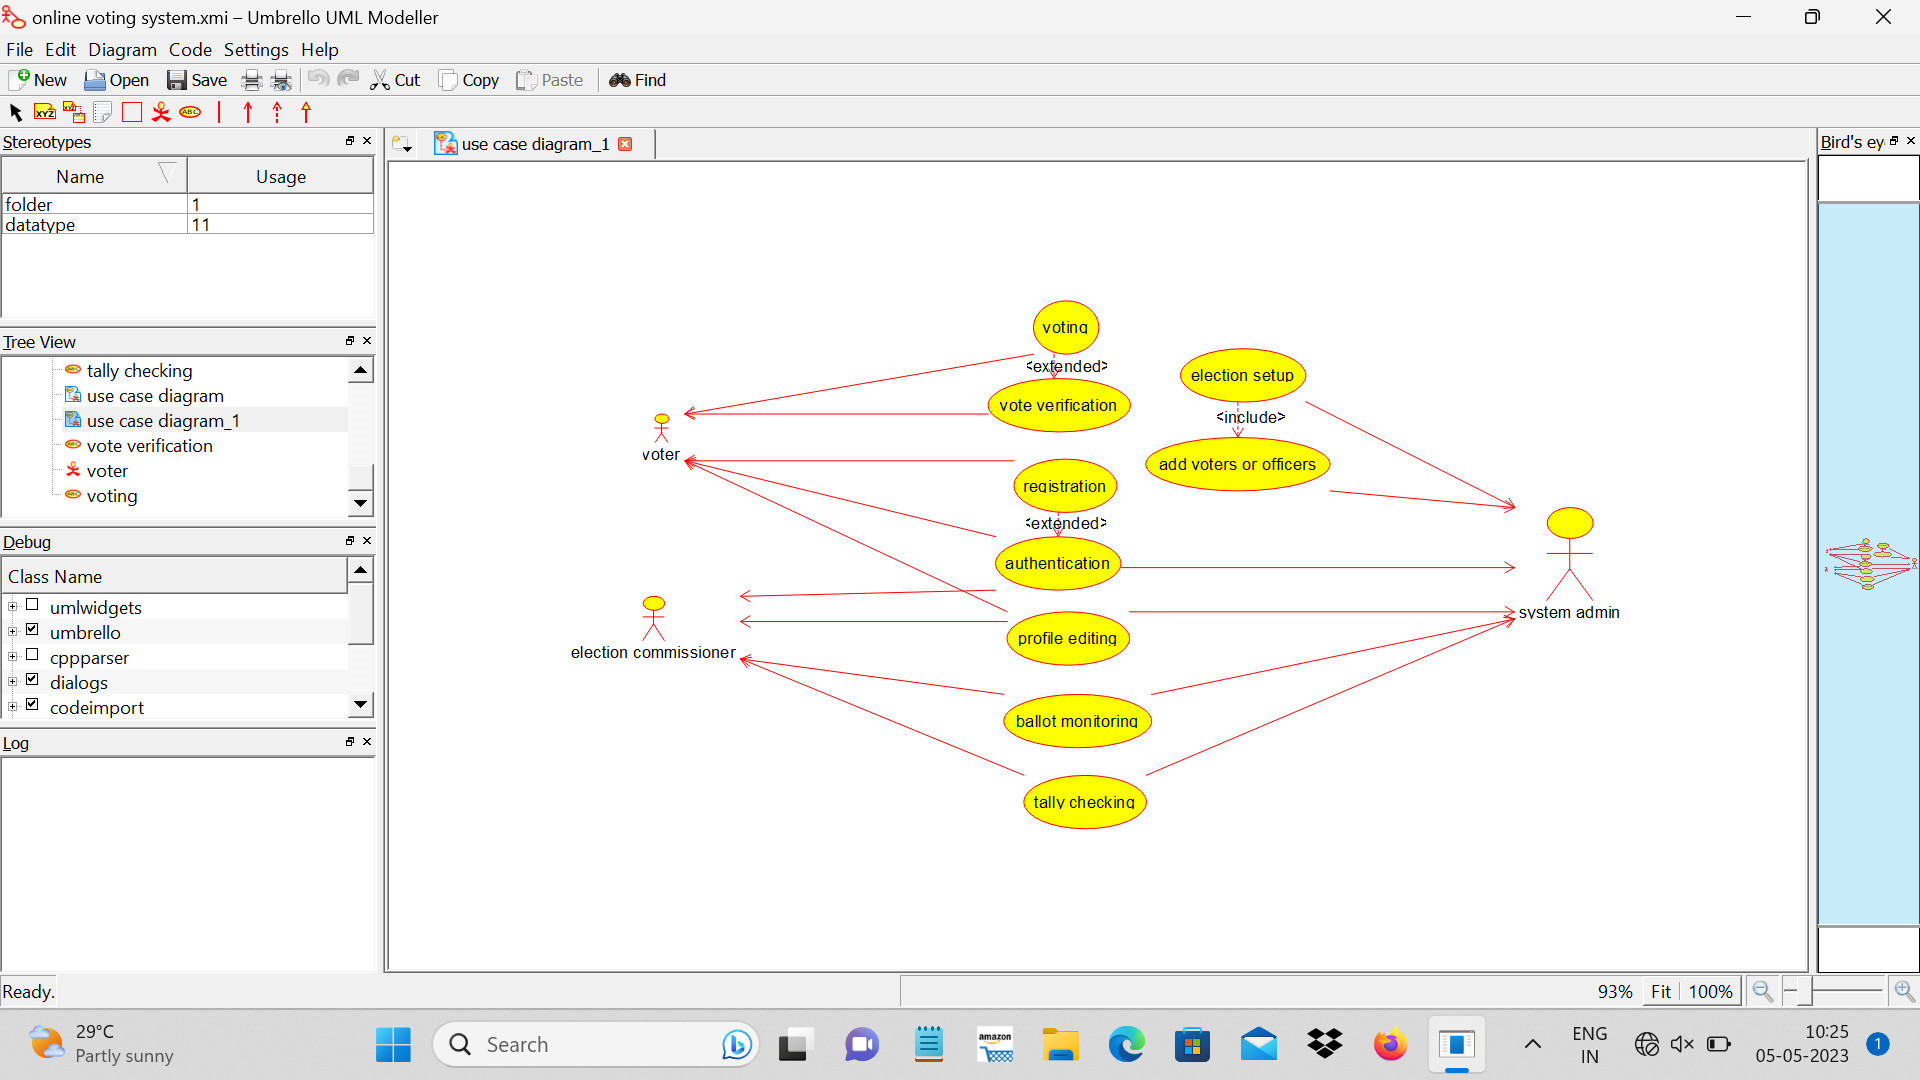 online voting system.xmi – Umbrello UML Modeller
File Edit Diagram Code Settings Help
New Open Save Cut Copy Paste Find
XYZ XYZ ABC
Stereotypes
Name Usage
folder 1
datatype 11
Tree View
tally checking
use case diagram
use case diagram_1
vote verification
voter
voting
Debug
Class Name
umlwidgets
umbrello
cppparser
dialogs
codeimport
Log
use case diagram_1
voting
<extended>
vote verification
election setup
<include>
add voters or officers
voter
registration
<extended>
authentication
system admin
election commissioner
profile editing
ballot monitoring
tally checking
Bird's ey
Ready.
93% Fit 100%
29°C
Partly sunny
Search
amazon
ENG
IN
10:25
05-05-2023
1